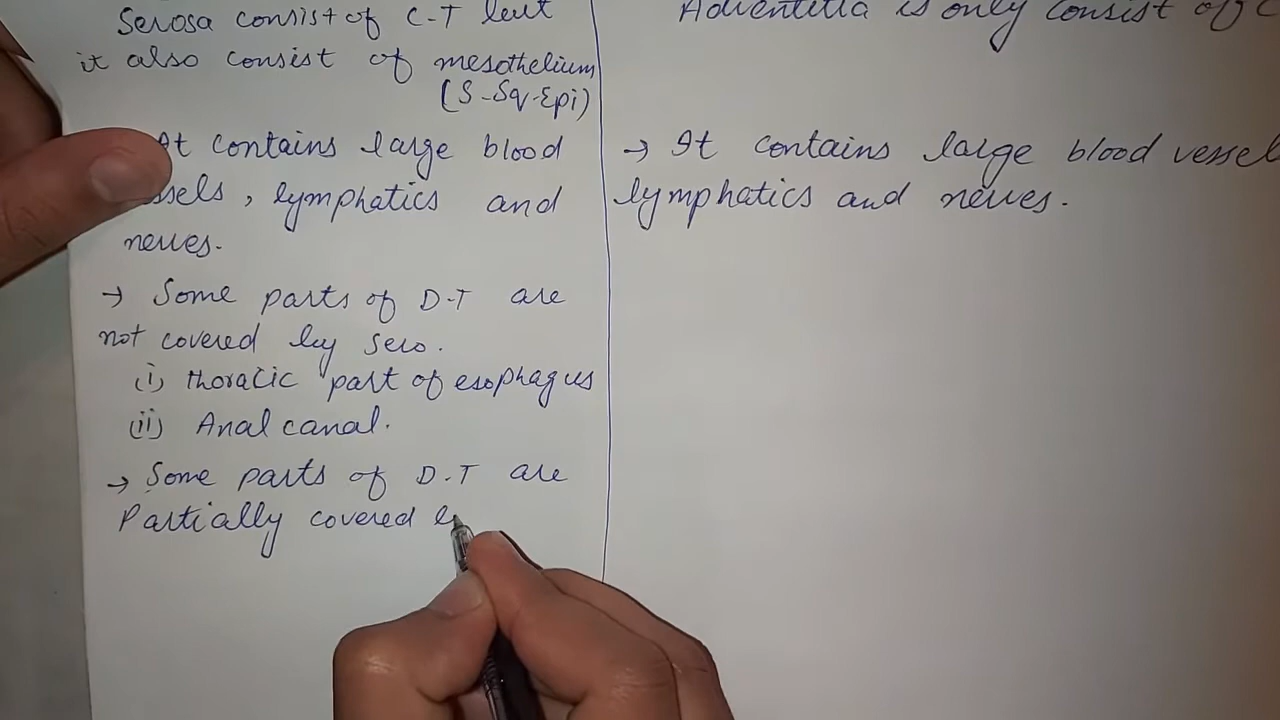 Serosa consist of C-T but
it also consist of mesothelium
(S-Sq-Epi)
It contains large blood
ssels, lymphatics and
nerves.
→ Some parts of D-T are
not covered by sero.
(i) thoracic part of esophagus
(ii) Anal canal.
→ Some parts of D-T are
Partially covered
Adventitia is only consist of C
→ It contains large blood vessel
lymphatics and nerves.